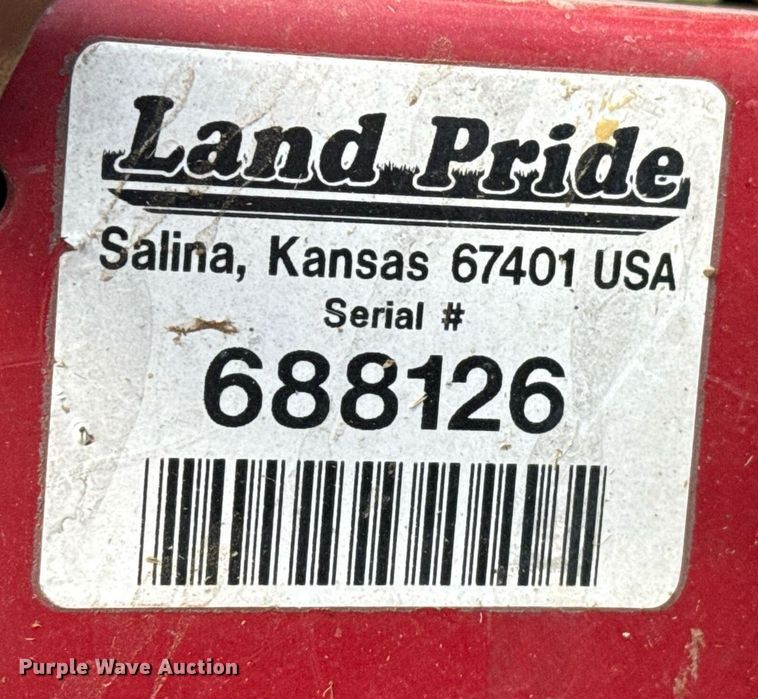 Land Pride
Salina, Kansas 67401 USA
Serial #
688126
Purple Wave Auction